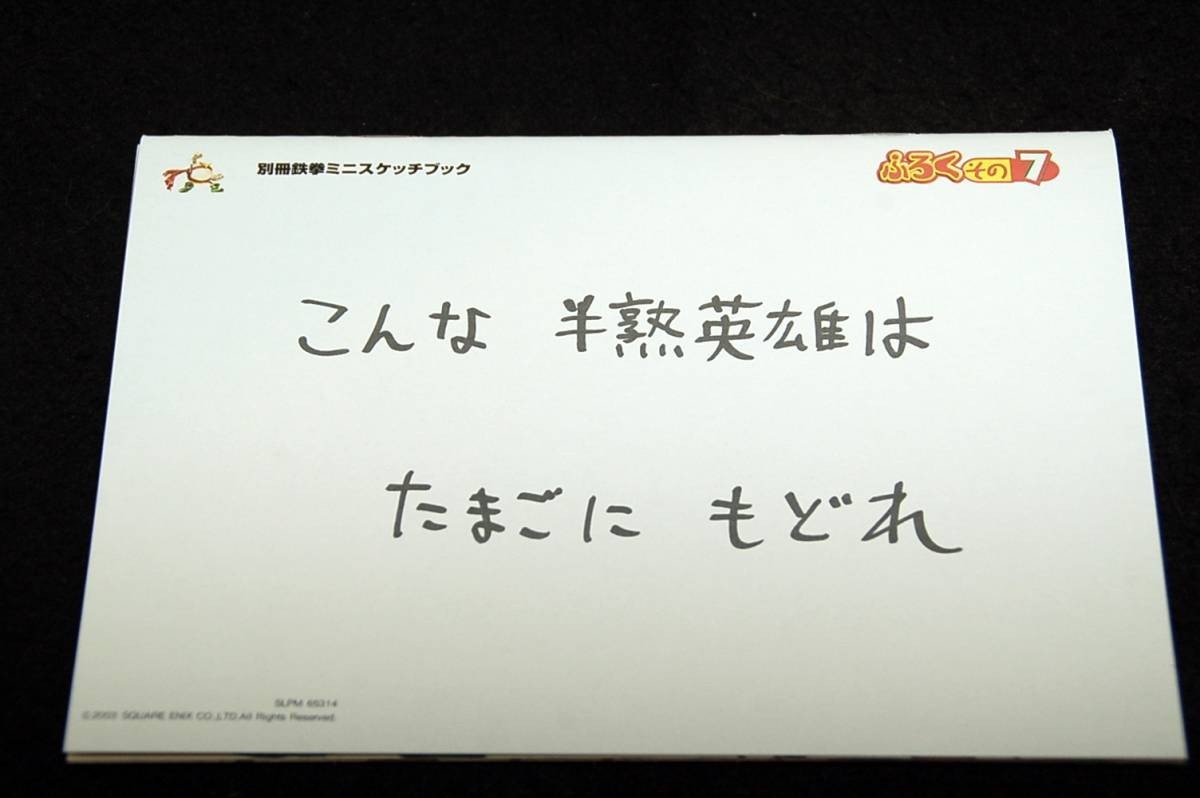 別冊鉄拳ミニスケッチブック
ふろくその7
こんな 半熟英雄は
たまごに もどれ
SLPM 65314
©2003 SQUARE ENIX CO.,LTD.All Rights Reserved.